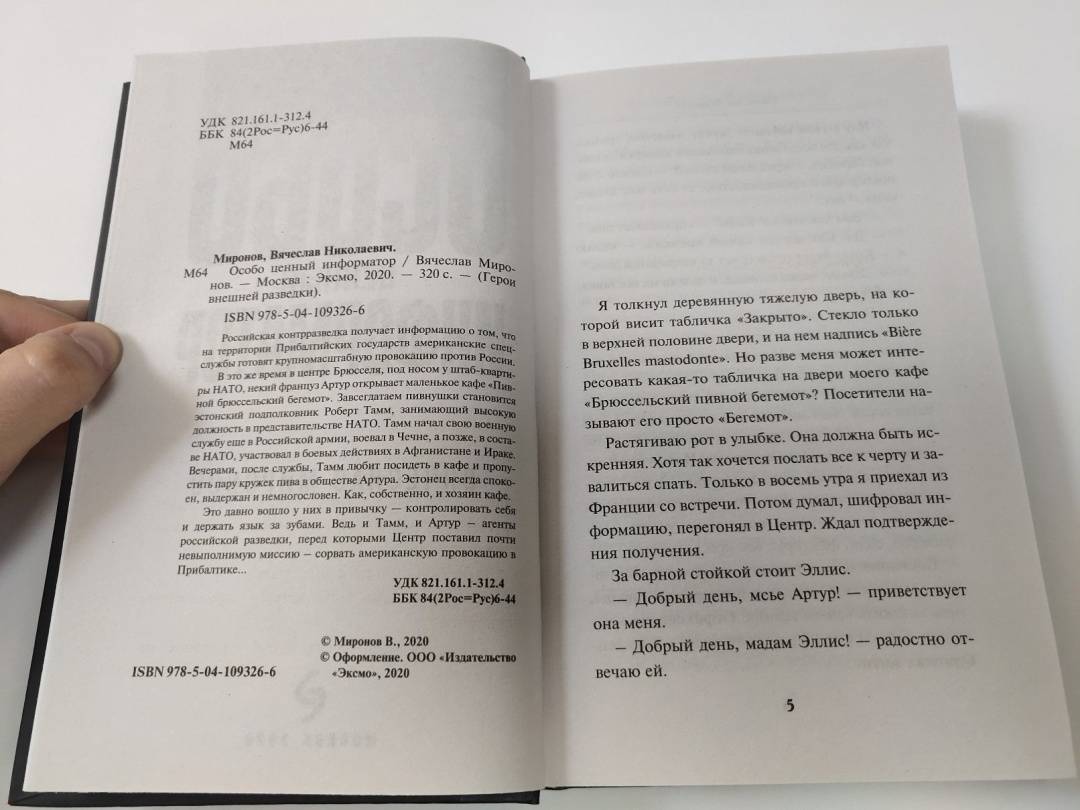 УДК 821.161.1-312.4
ББК 84(2Рос=Рус)6-44
М64
Миронов, Вячеслав Николаевич.
М64 Особо ценный информатор / Вячеслав Миро-
нов. — Москва : Эксмо, 2020. — 320 с. — (Герои
внешней разведки).
ISBN 978-5-04-109326-6
Российская контрразведка получает информацию о том, что
на территории Прибалтийских государств американские спец-
службы готовят крупномасштабную провокацию против России.
В это же время в центре Брюсселя, под носом у штаб-кварти-
ры НАТО, некий француз Артур открывает маленькое кафе «Пив-
ной брюссельский бегемот». Завсегдатаем пивнушки становится
эстонский подполковник Роберт Тамм, занимающий высокую
должность в представительстве НАТО. Тамм начал свою военную
службу еще в Российской армии, воевал в Чечне, а позже, в соста-
ве НАТО, участвовал в боевых действиях в Афганистане и Ираке.
Вечерами, после службы, Тамм любит посидеть в кафе и пропу-
стить пару кружек пива в обществе Артура. Эстонец всегда споко-
ен, выдержан и немногословен. Как, собственно, и хозяин кафе.
Это давно вошло у них в привычку — контролировать себя
и держать язык за зубами. Ведь и Тамм, и Артур — агенты
российской разведки, перед которыми Центр поставил почти
невыполнимую миссию — сорвать американскую провокацию в
Прибалтике...
УДК 821.161.1-312.4
ББК 84(2Рос=Рус)6-44
© Миронов В., 2020
© Оформление. ООО «Издательство
ISBN 978-5-04-109326-6 «Эксмо», 2020
Я толкнул деревянную тяжелую дверь, на ко-
торой висит табличка «Закрыто». Стекло только
в верхней половине двери, и на нем надпись «Bière
Bruxelles mastodonte». Но разве меня может инте-
ресовать какая-то табличка на двери моего кафе
«Брюссельский пивной бегемот»? Посетители на-
зывают его просто «Бегемот».
Растягиваю рот в улыбке. Она должна быть ис-
кренняя. Хотя так хочется послать все к черту и за-
валиться спать. Только в восемь утра я приехал из
Франции со встречи. Потом думал, шифровал ин-
формацию, перегонял в Центр. Ждал подтвержде-
ния получения.
За барной стойкой стоит Эллис.
— Добрый день, мсье Артур! — приветствует
она меня.
— Добрый день, мадам Эллис! — радостно от-
вечаю ей.
5